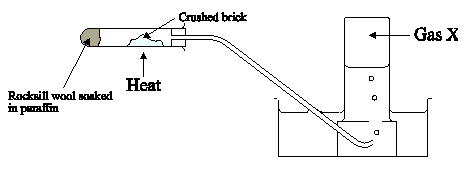 Crushed brick
Gas X
Heat
Rocksill wool soaked
in paraffin